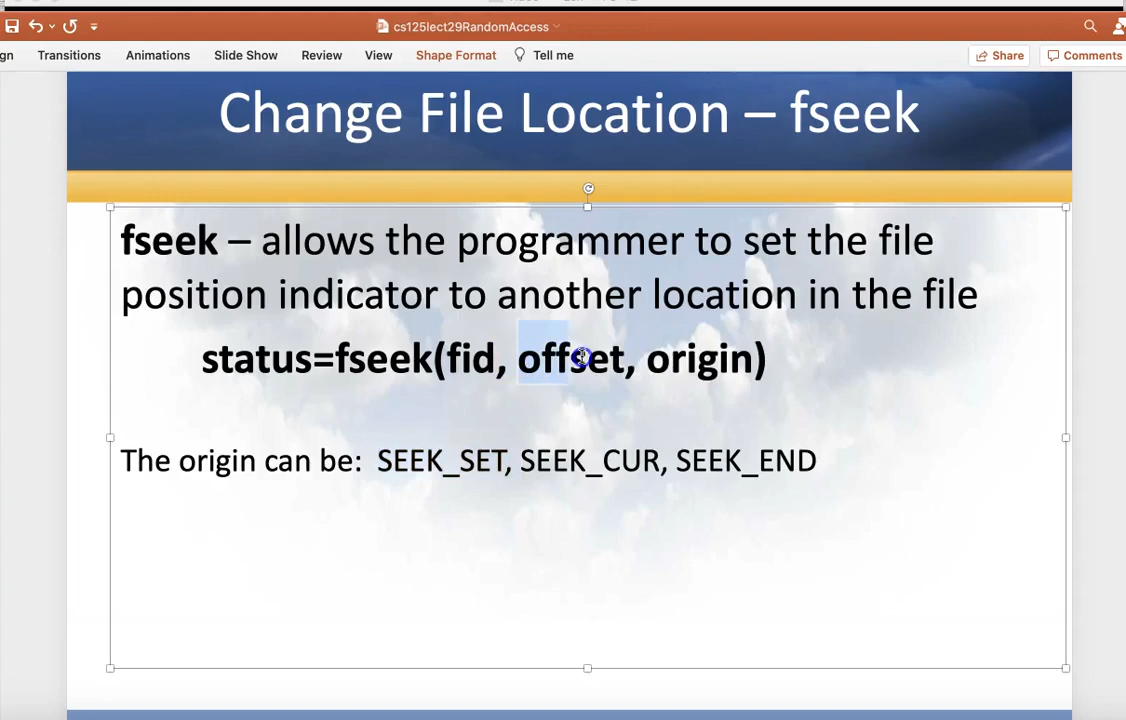 cs125lect29RandomAccess
gn Transitions Animations Slide Show Review View Shape Format Tell me Share Comments
Change File Location – fseek
fseek – allows the programmer to set the file
position indicator to another location in the file
status=fseek(fid, offset, origin)
The origin can be: SEEK_SET, SEEK_CUR, SEEK_END